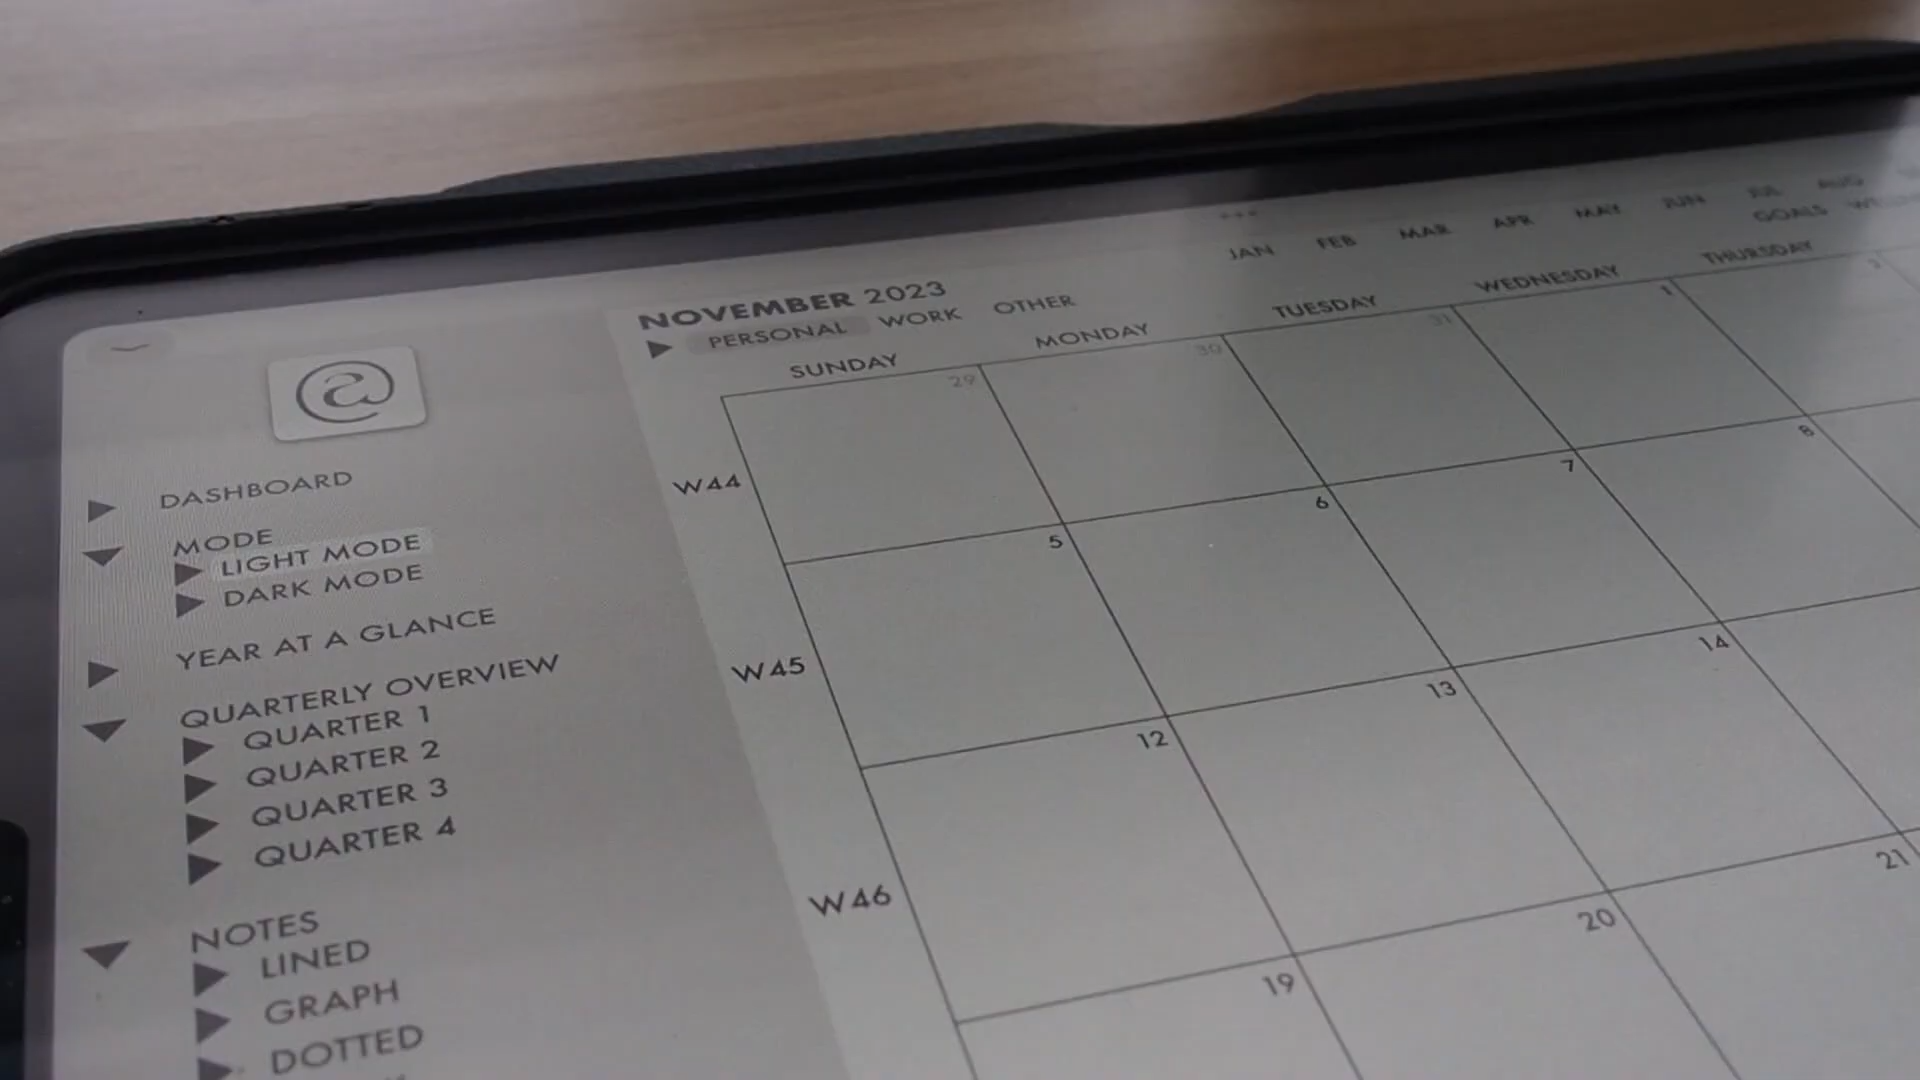 JAN FEB MAR APR MAY JUN JUL AUG
GOALS
NOVEMBER 2023
PERSONAL WORK OTHER
SUNDAY MONDAY TUESDAY WEDNESDAY THURSDAY
29 30 31 1 2
W44
5 6 7 8
W45
12 13 14
W46
19 20 21
@
DASHBOARD
MODE
LIGHT MODE
DARK MODE
YEAR AT A GLANCE
QUARTERLY OVERVIEW
QUARTER 1
QUARTER 2
QUARTER 3
QUARTER 4
NOTES
LINED
GRAPH
DOTTED